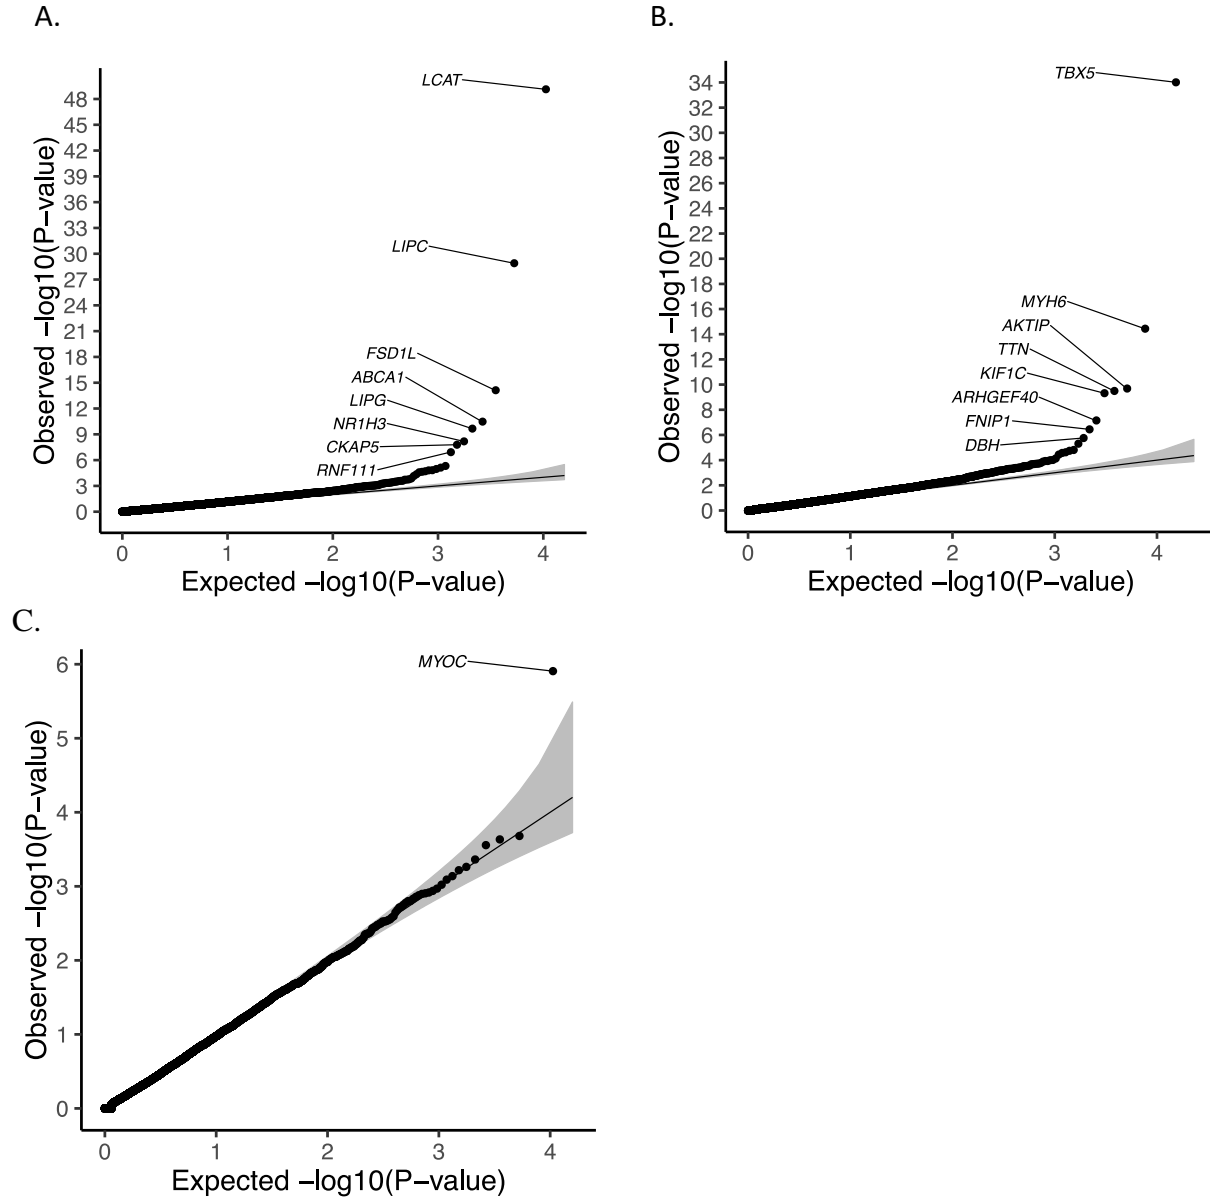 A.
Observed −log10(P−value)
48
45
42
39
36
33
30
27
24
21
18
15
12
9
6
3
0
LCAT
LIPC
FSD1L
ABCA1
LIPG
NR1H3
CKAP5
RNF111
0 1 2 3 4
Expected −log10(P−value)
B.
Observed −log10(P−value)
34
32
30
28
26
24
22
20
18
16
14
12
10
8
6
4
2
0
TBX5
MYH6
AKTIP
TTN
KIF1C
ARHGEF40
FNIP1
DBH
0 1 2 3 4
Expected −log10(P−value)
C.
Observed −log10(P−value)
6
5
4
3
2
1
0
MYOC
0 1 2 3 4
Expected −log10(P−value)